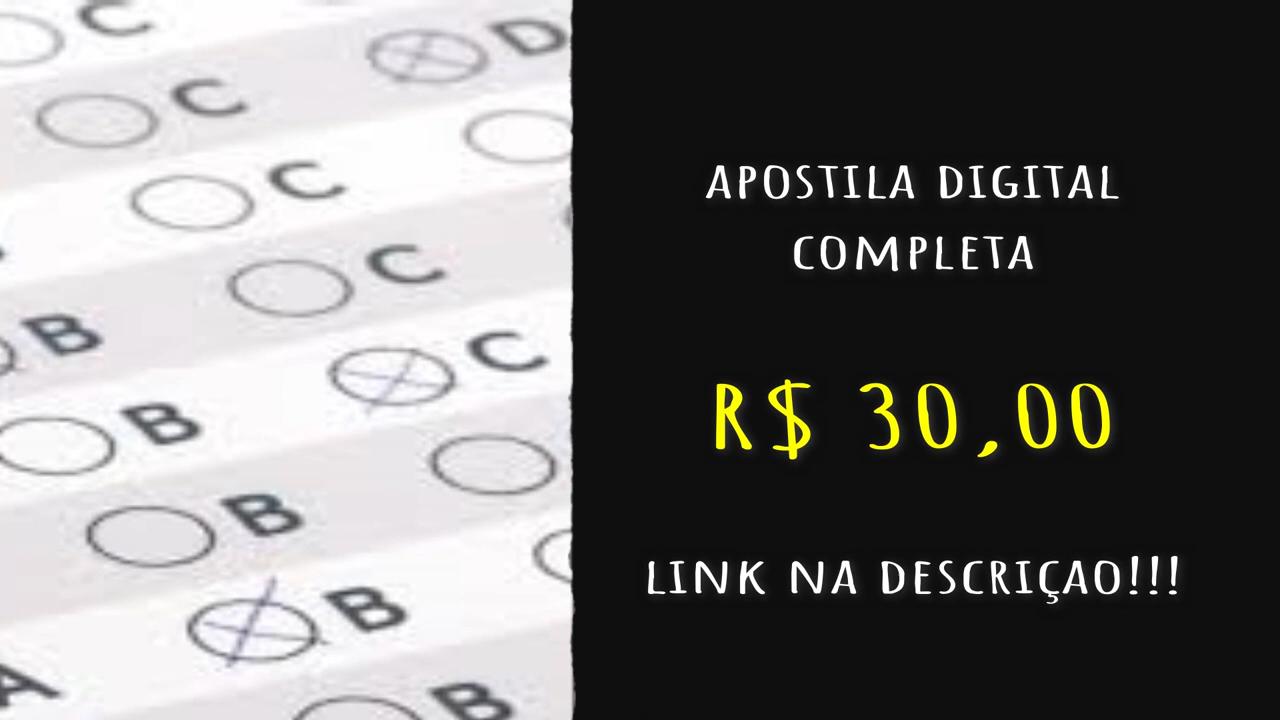 C
D
C
C
C
B
C
B
B
B
A
B
APOSTILA DIGITAL
COMPLETA
R$ 30,00
LINK NA DESCRIÇAO!!!